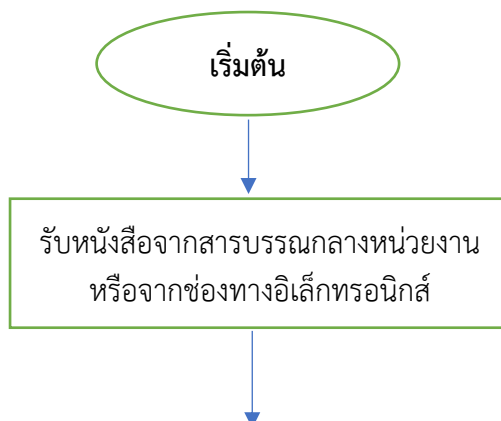 เริ่มต้น
รับหนังสือจากสารบรรณกลางหน่วยงาน
หรือจากช่องทางอิเล็กทรอนิกส์